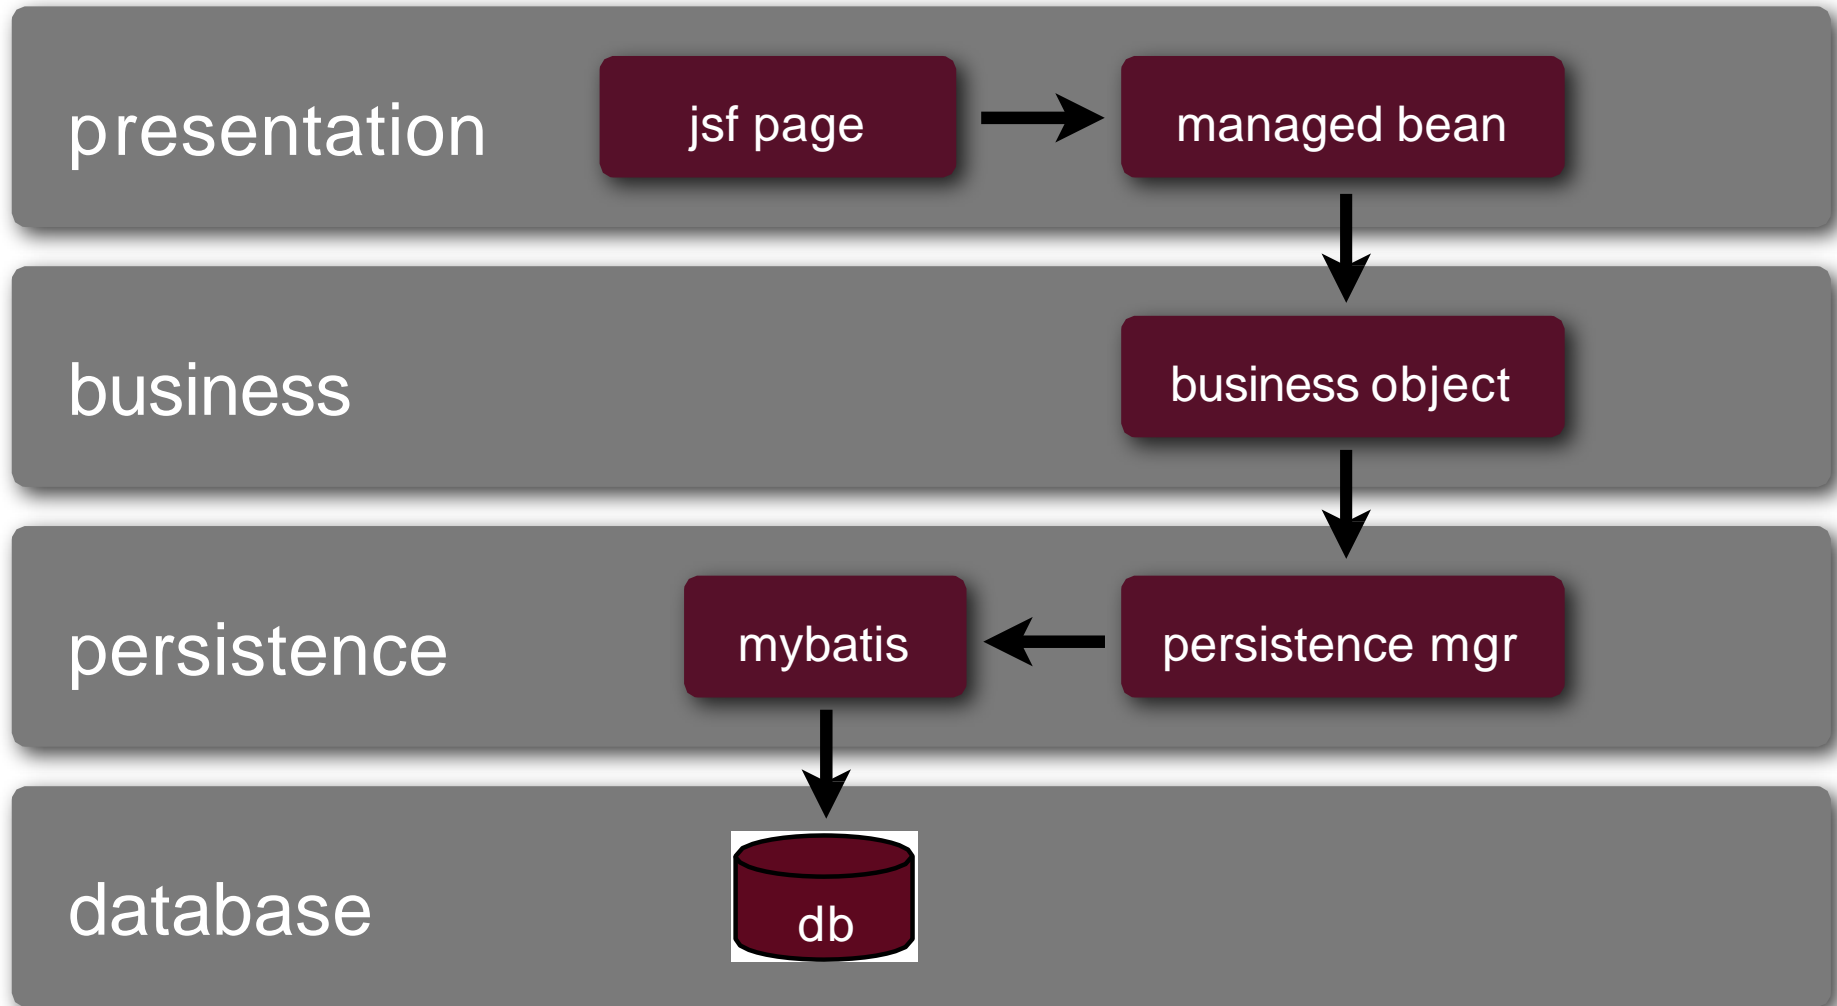 presentation
jsf page
managed bean
business
business object
persistence
mybatis
persistence mgr
database
db